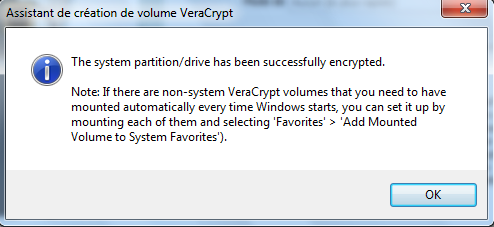 Assistant de création de volume VeraCrypt
The system partition/drive has been successfully encrypted.
Note: If there are non-system VeraCrypt volumes that you need to have
mounted automatically every time Windows starts, you can set it up by
mounting each of them and selecting 'Favorites' > 'Add Mounted
Volume to System Favorites').
OK